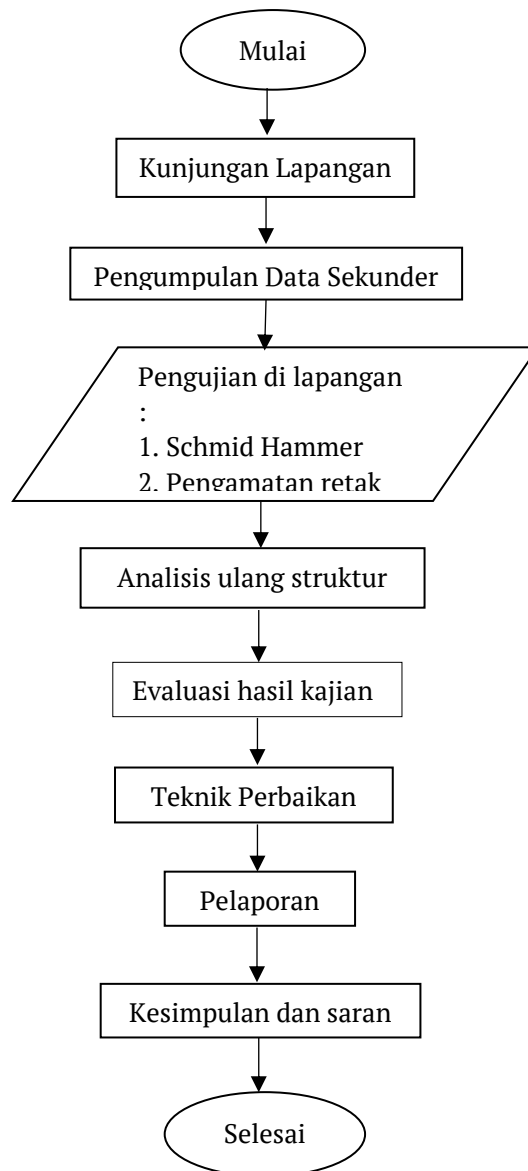 Mulai
Kunjungan Lapangan
Pengumpulan Data Sekunder
Pengujian di lapangan
:
1. Schmid Hammer
2. Pengamatan retak
Analisis ulang struktur
Evaluasi hasil kajian
Teknik Perbaikan
Pelaporan
Kesimpulan dan saran
Selesai